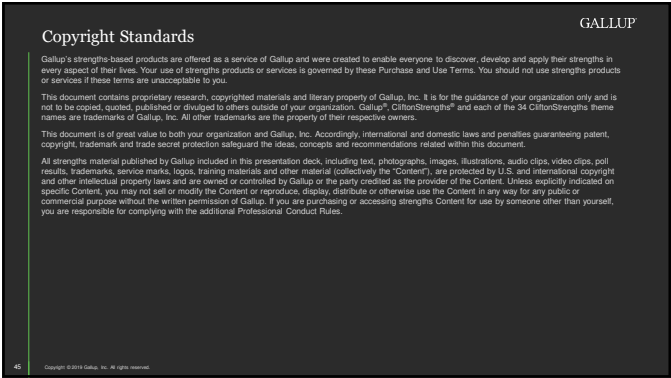 GALLUP®
Copyright Standards
Gallup's strengths-based products are offered as a service of Gallup and were created to enable everyone to discover, develop and apply their strengths in
every aspect of their lives. Your use of strengths products or services is governed by these Purchase and Use Terms. You should not use strengths products
or services if these terms are unacceptable to you.
This document contains proprietary research, copyrighted materials and literary property of Gallup, Inc. It is for the guidance of your organization only and is
not to be copied, quoted, published or divulged to others outside of your organization. Gallup®, CliftonStrengths® and each of the 34 CliftonStrengths theme
names are trademarks of Gallup, Inc. All other trademarks are the property of their respective owners.
This document is of great value to both your organization and Gallup, Inc. Accordingly, international and domestic laws and penalties guaranteeing patent,
copyright, trademark and trade secret protection safeguard the ideas, concepts and recommendations related within this document.
All strengths material published by Gallup included in this presentation deck, including text, photographs, images, illustrations, audio clips, video clips, poll
results, trademarks, service marks, logos, training materials and other material (collectively the "Content"), are protected by U.S. and international copyright
and other intellectual property laws and are owned or controlled by Gallup or the party credited as the provider of the Content. Unless explicitly indicated on
specific Content, you may not sell or modify the Content or reproduce, display, distribute or otherwise use the Content in any way for any public or
commercial purpose without the written permission of Gallup. If you are purchasing or accessing strengths Content for use by someone other than yourself,
you are responsible for complying with the additional Professional Conduct Rules.
45 Copyright © 2019 Gallup, Inc. All rights reserved.